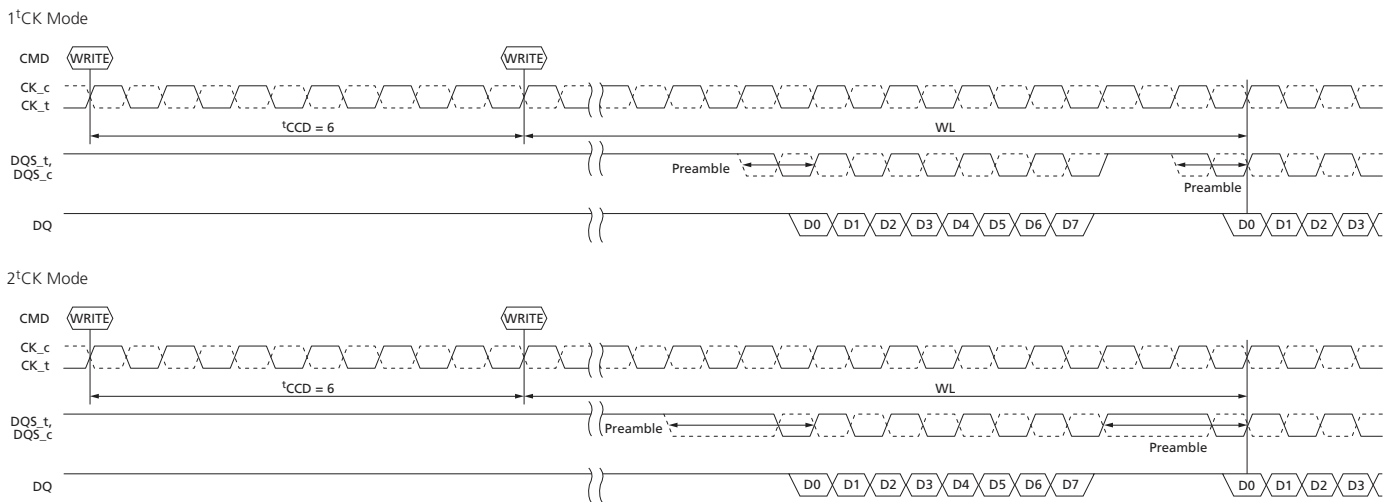 1tCK Mode
CMD WRITE WRITE
CK_c
CK_t
tCCD = 6 WL
DQS_t,
DQS_c
Preamble
Preamble
DQ D0 D1 D2 D3 D4 D5 D6 D7 D0 D1 D2 D3
2tCK Mode
CMD WRITE WRITE
CK_c
CK_t
tCCD = 6 WL
DQS_t,
DQS_c
Preamble
Preamble
DQ D0 D1 D2 D3 D4 D5 D6 D7 D0 D1 D2 D3